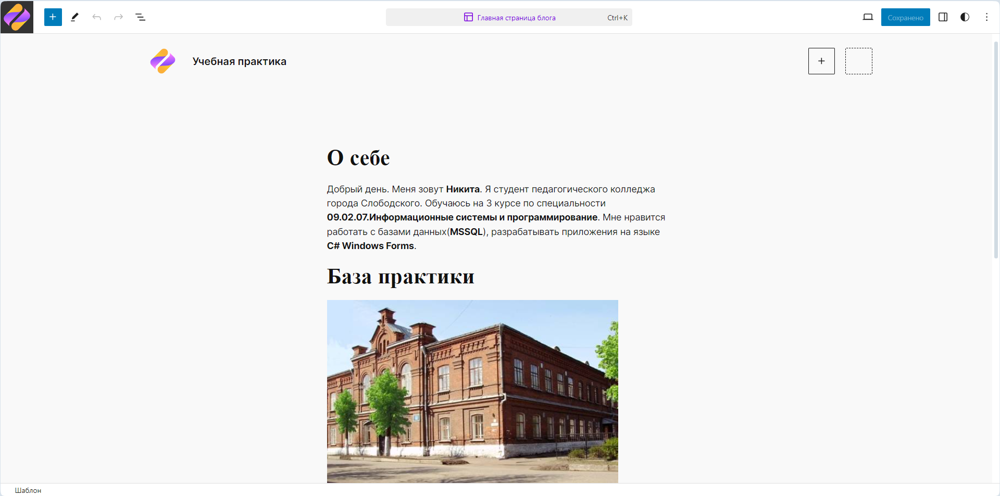 Главная страница блога Ctrl+K Сохранено
Учебная практика
О себе
Добрый день. Меня зовут Никита. Я студент педагогического колледжа
города Слободского. Обучаюсь на 3 курсе по специальности
09.02.07.Информационные системы и программирование. Мне нравится
работать с базами данных(MSSQL), разрабатывать приложения на языке
C# Windows Forms.
База практики
Шаблон